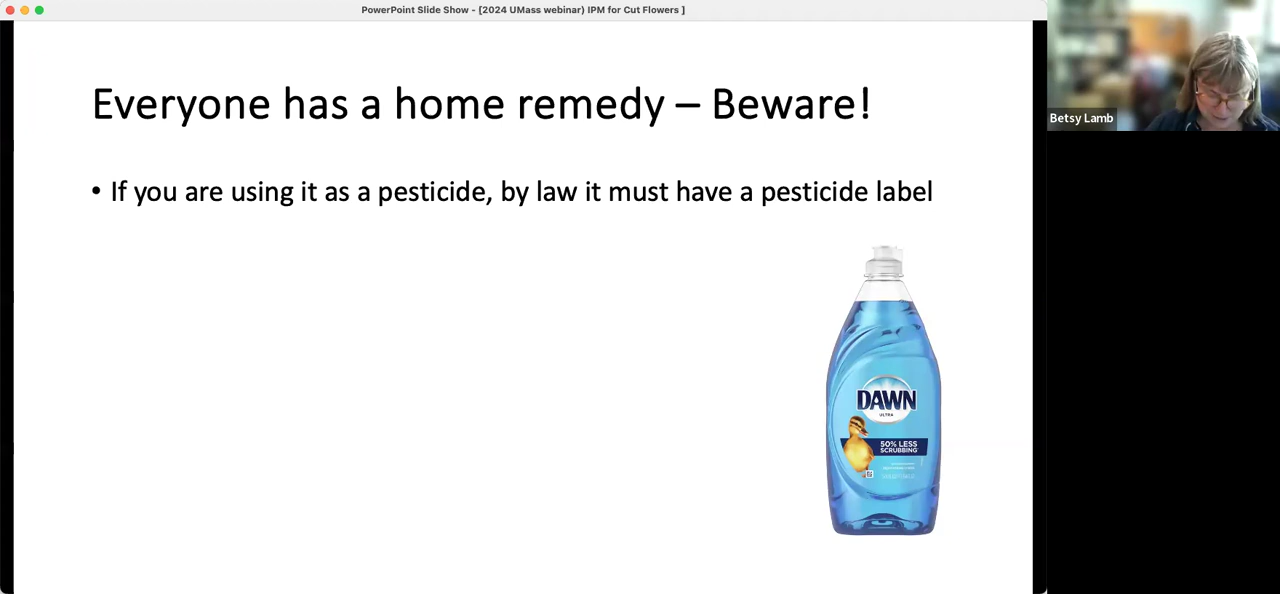 PowerPoint Slide Show - [2024 UMass webinar) IPM for Cut Flowers ]
Everyone has a home remedy – Beware!
• If you are using it as a pesticide, by law it must have a pesticide label
DAWN
ULTRA
50% LESS
SCRUBBING*
Betsy Lamb